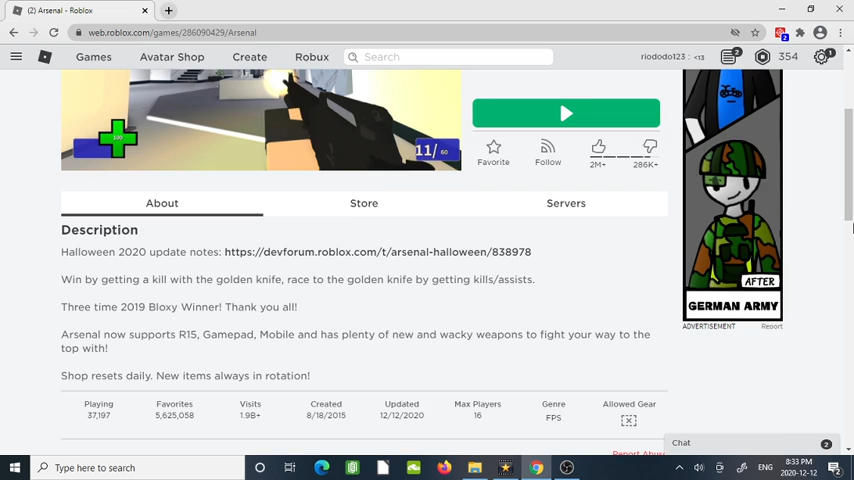 (2) Arsenal - Roblox
web.roblox.com/games/286090429/Arsenal
2
Games Avatar Shop Create Robux Search riododo123 : <13 2 354 1
100
11/ 60
Favorite Follow 2M+ 286K+
AFTER
GERMAN ARMY
ADVERTISEMENT Report
About Store Servers
Description
Halloween 2020 update notes: https://devforum.roblox.com/t/arsenal-halloween/838978
Win by getting a kill with the golden knife, race to the golden knife by getting kills/assists.
Three time 2019 Bloxy Winner! Thank you all!
Arsenal now supports R15, Gamepad, Mobile and has plenty of new and wacky weapons to fight your way to the
top with!
Shop resets daily. New items always in rotation!
Playing Favorites Visits Created Updated Max Players Genre Allowed Gear
37,197 5,625,058 1.9B+ 8/18/2015 12/12/2020 16 FPS
Report Abuse
Chat 2
Type here to search
ENG
8:33 PM
2020-12-12
2